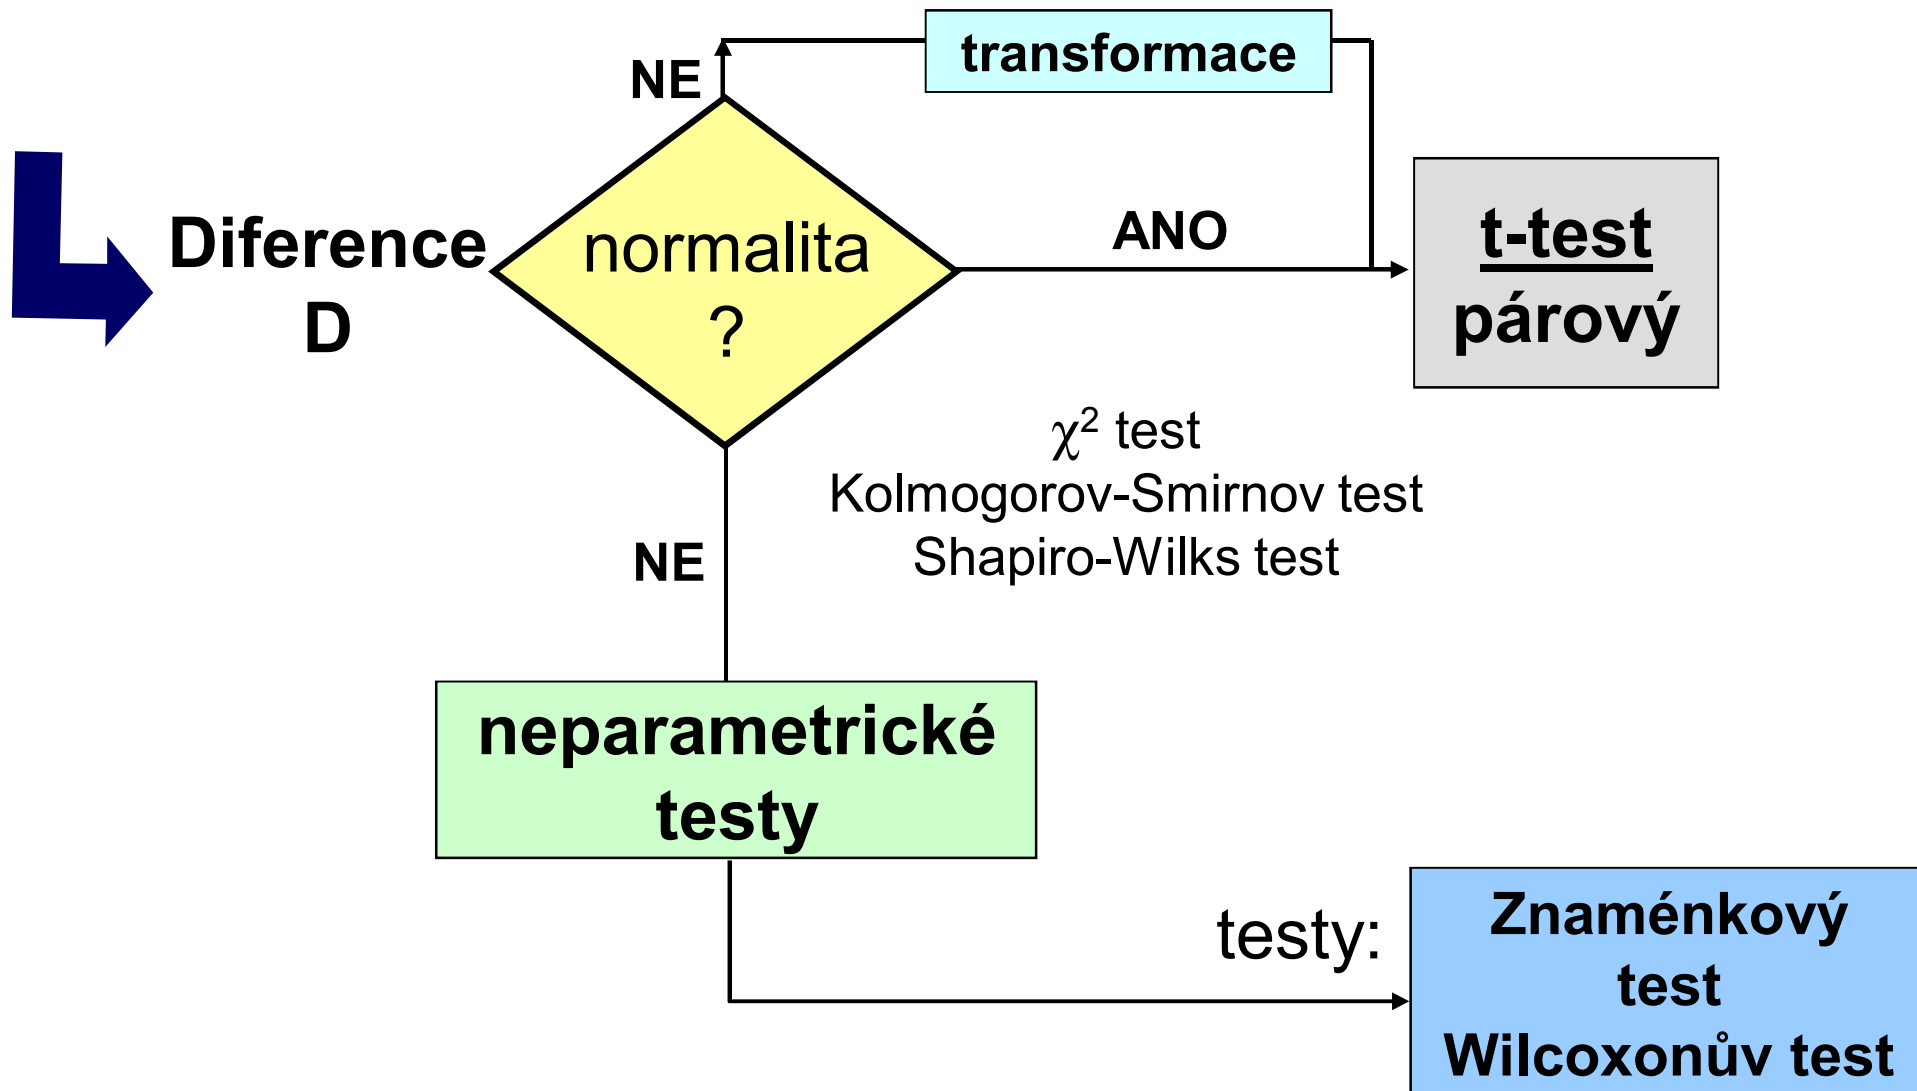 transformace
NE
Diference
D
normalita
?
ANO
t-test
párový
χ² test
Kolmogorov-Smirnov test
Shapiro-Wilks test
NE
neparametrické
testy
testy:
Znaménkový
test
Wilcoxonův test